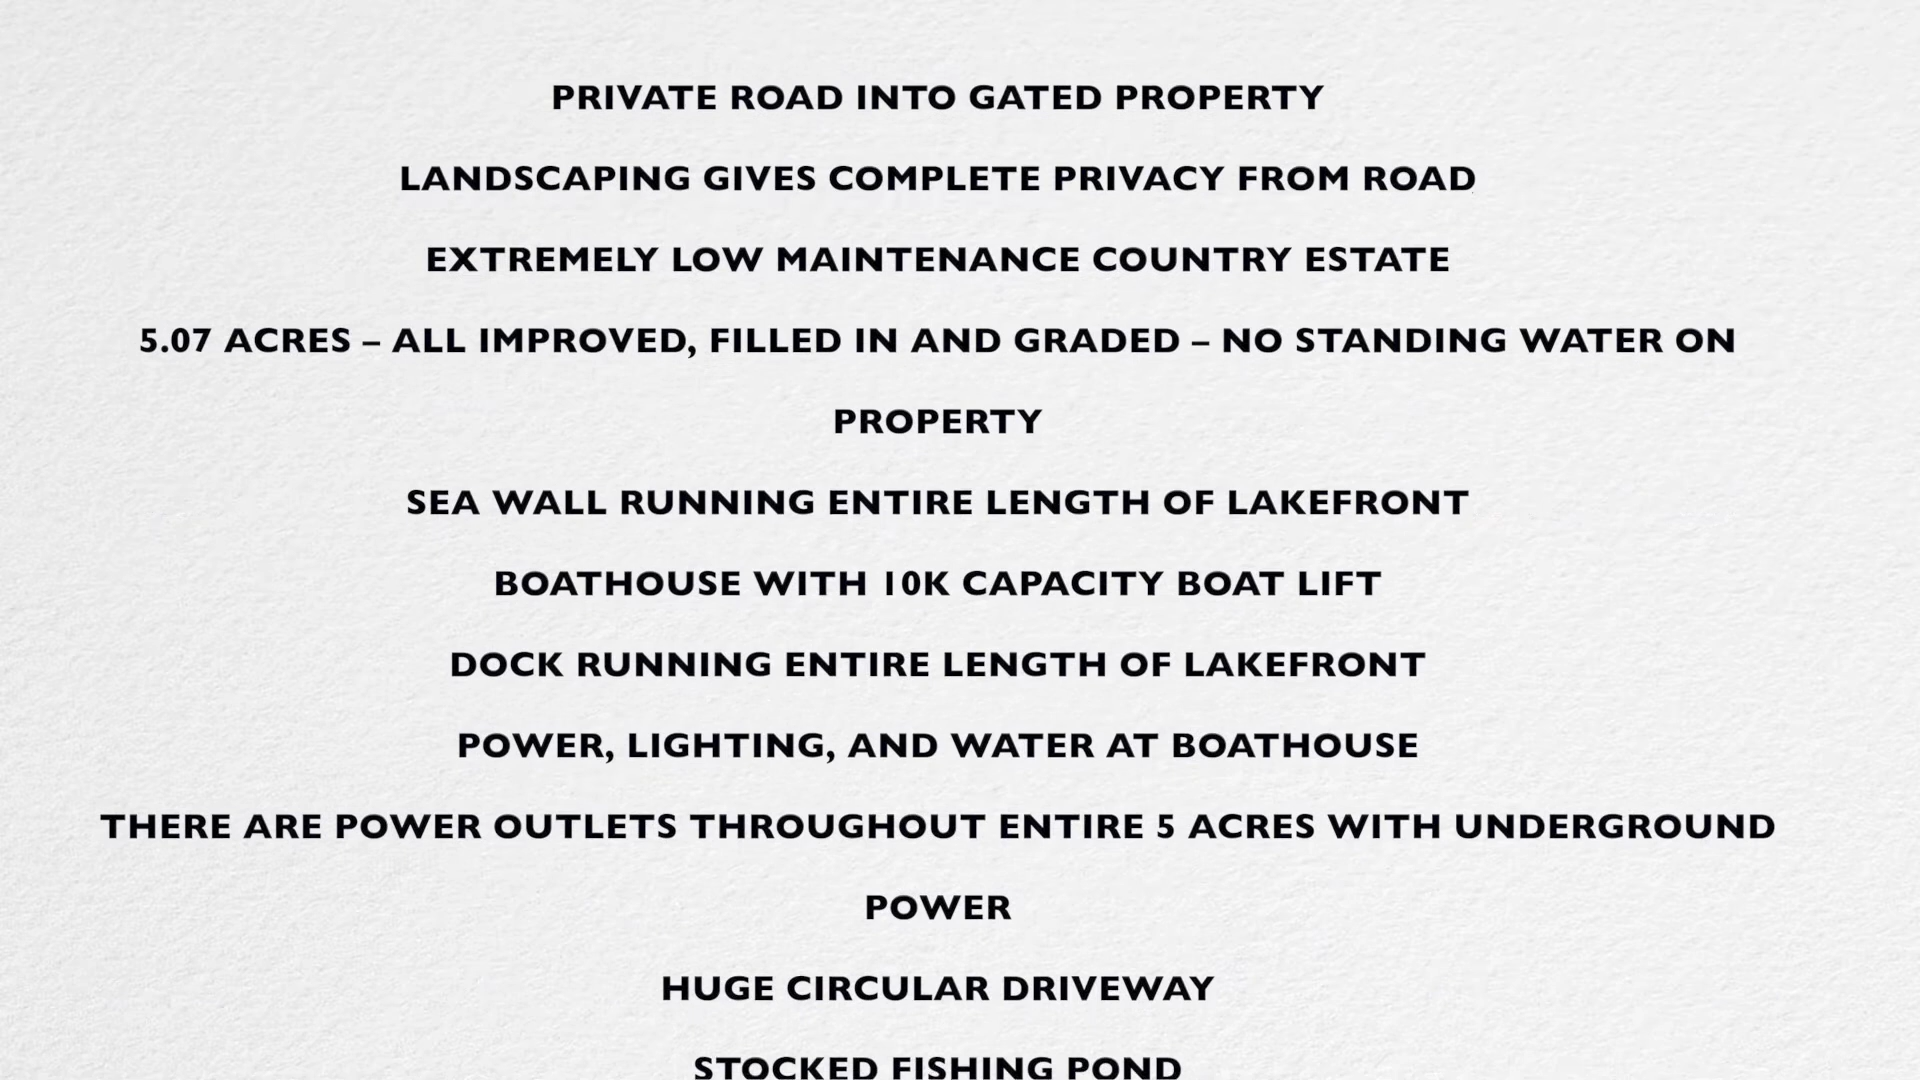 PRIVATE ROAD INTO GATED PROPERTY
LANDSCAPING GIVES COMPLETE PRIVACY FROM ROAD
EXTREMELY LOW MAINTENANCE COUNTRY ESTATE
5.07 ACRES – ALL IMPROVED, FILLED IN AND GRADED – NO STANDING WATER ON
PROPERTY
SEA WALL RUNNING ENTIRE LENGTH OF LAKEFRONT
BOATHOUSE WITH 10K CAPACITY BOAT LIFT
DOCK RUNNING ENTIRE LENGTH OF LAKEFRONT
POWER, LIGHTING, AND WATER AT BOATHOUSE
THERE ARE POWER OUTLETS THROUGHOUT ENTIRE 5 ACRES WITH UNDERGROUND
POWER
HUGE CIRCULAR DRIVEWAY
STOCKED FISHING POND